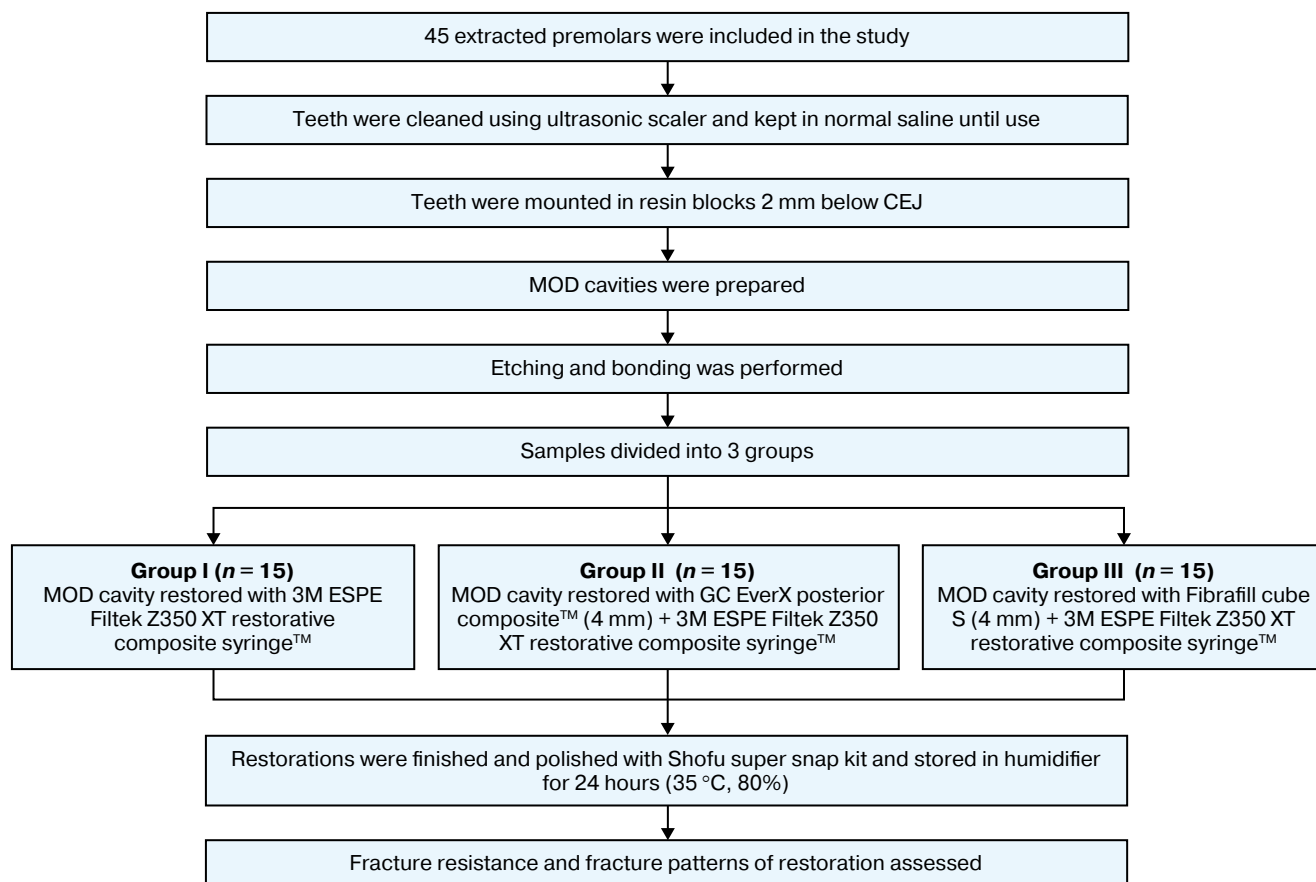 45 extracted premolars were included in the study
Teeth were cleaned using ultrasonic scaler and kept in normal saline until use
Teeth were mounted in resin blocks 2 mm below CEJ
MOD cavities were prepared
Etching and bonding was performed
Samples divided into 3 groups
Group I (n = 15)
MOD cavity restored with 3M ESPE
Filtek Z350 XT restorative
composite syringe™
Group II (n = 15)
MOD cavity restored with GC EverX posterior
composite™ (4 mm) + 3M ESPE Filtek Z350
XT restorative composite syringe™
Group III (n = 15)
MOD cavity restored with Fibrafill cube
S (4 mm) + 3M ESPE Filtek Z350 XT
restorative composite syringe™
Restorations were finished and polished with Shofu super snap kit and stored in humidifier
for 24 hours (35 °C, 80%)
Fracture resistance and fracture patterns of restoration assessed